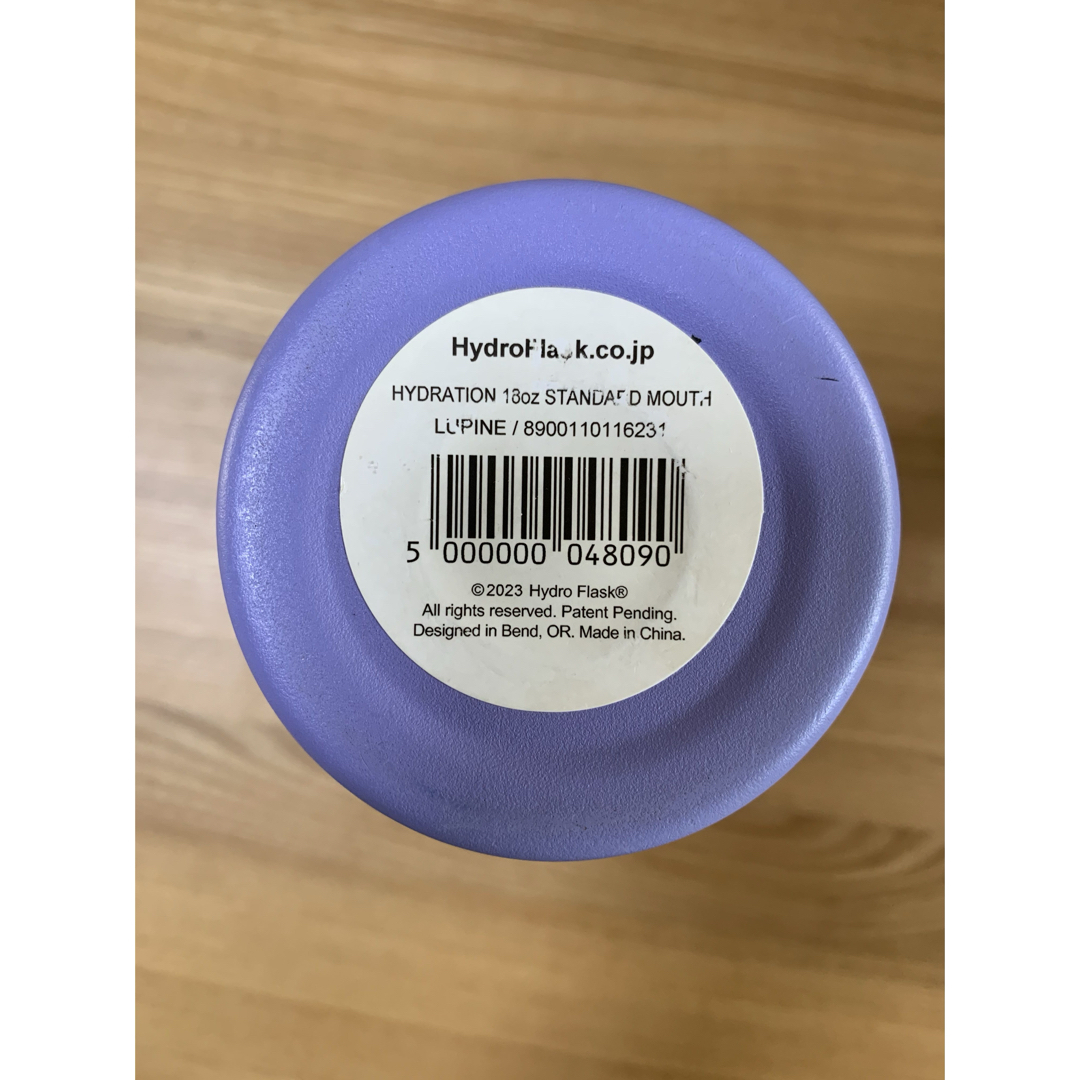 HydroFlask.co.jp
HYDRATION 18oz STANDARD MOUTH
LUPINE / 8900110116231
5 000000 048090
©2023 Hydro Flask®
All rights reserved. Patent Pending.
Designed in Bend, OR. Made in China.